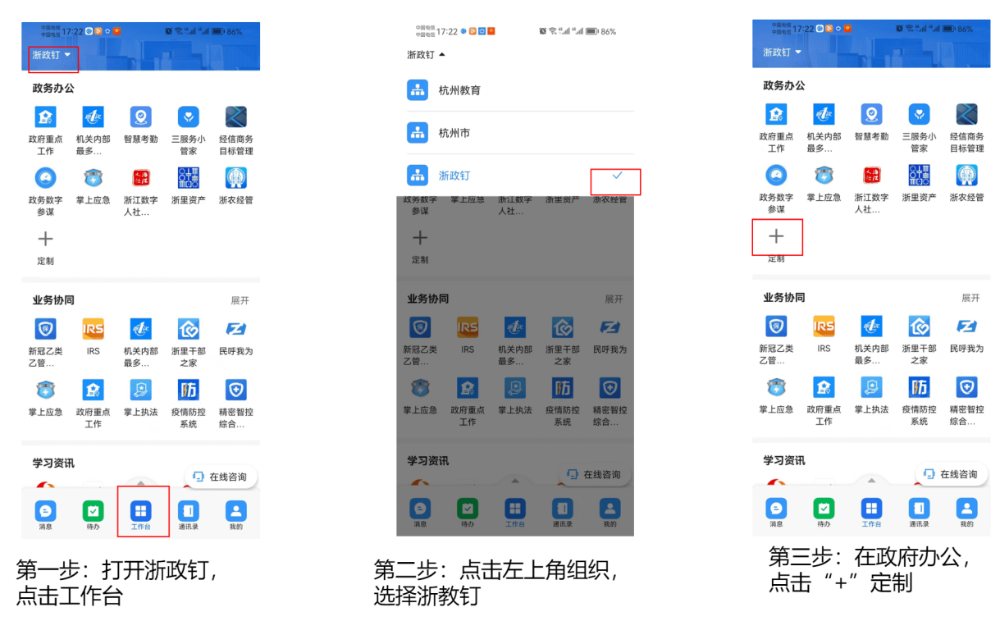 中国电信
中国电信 17:22 86%
浙政钉
政务办公
政府重点 机关内部 智慧考勤 三服务小 经信商务
工作 最多... 管家 目标管理
政务数字 掌上应急 浙江数字 浙里资产 浙农经管
参谋 人社...
定制
业务协同 展开
新冠乙类 IRS 机关内部 浙里干部 民呼我为
乙管... 最多... 之家
掌上应急 政府重点 掌上执法 疫情防控 精密智控
工作 系统 综合...
学习资讯
在线咨询
消息 待办 工作台 通讯录 我的
第一步：打开浙政钉，
点击工作台
中国电信
中国电信 17:22 86%
浙政钉
杭州教育
杭州市
浙政钉
政务数字 掌上应急 浙江数字 浙里资产 浙农经管
参谋 人社...
定制
业务协同 展开
新冠乙类 IRS 机关内部 浙里干部 民呼我为
乙管... 最多... 之家
掌上应急 政府重点 掌上执法 疫情防控 精密智控
工作 系统 综合...
学习资讯
在线咨询
消息 待办 工作台 通讯录 我的
第二步：点击左上角组织，
选择浙教钉
中国电信
中国电信 17:22 86%
浙政钉
政务办公
政府重点 机关内部 智慧考勤 三服务小 经信商务
工作 最多... 管家 目标管理
政务数字 掌上应急 浙江数字 浙里资产 浙农经管
参谋 人社...
定制
业务协同 展开
新冠乙类 IRS 机关内部 浙里干部 民呼我为
乙管... 最多... 之家
掌上应急 政府重点 掌上执法 疫情防控 精密智控
工作 系统 综合...
学习资讯
在线咨询
消息 待办 工作台 通讯录 我的
第三步：在政府办公，
点击“+”定制